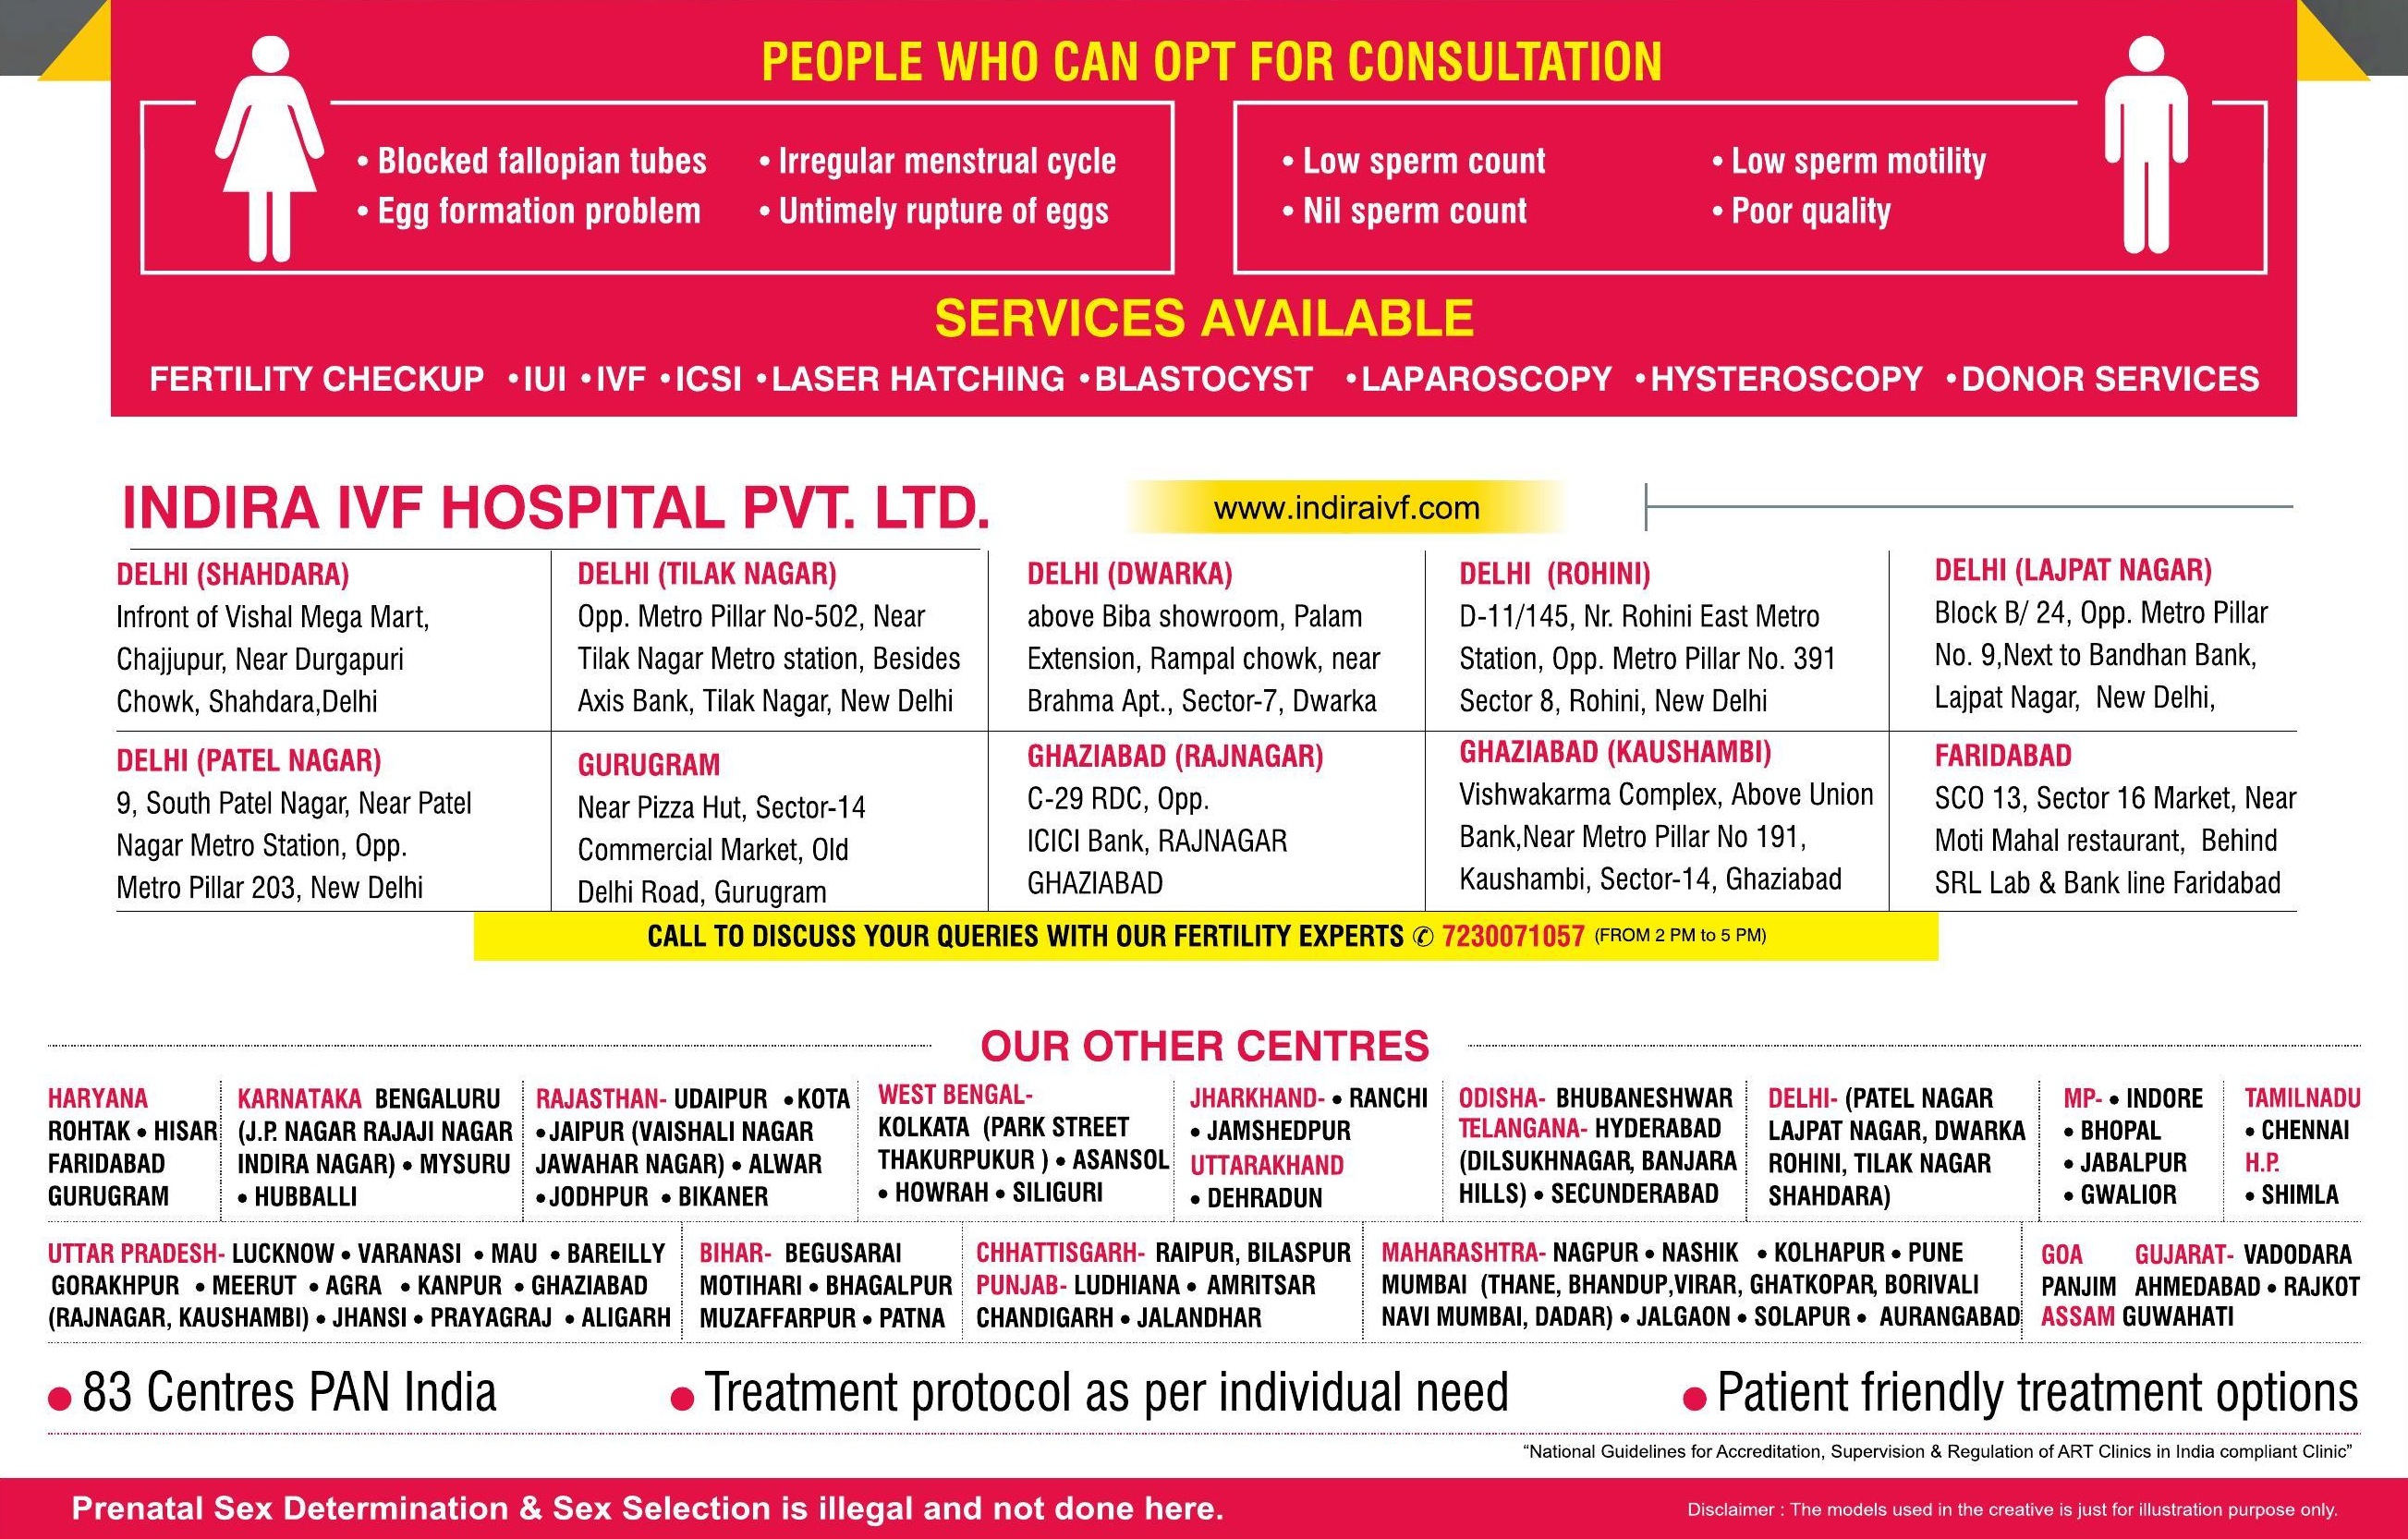 PEOPLE WHO CAN OPT FOR CONSULTATION
• Blocked fallopian tubes
• Irregular menstrual cycle
• Egg formation problem
• Untimely rupture of eggs
• Low sperm count
• Low sperm motility
• Nil sperm count
• Poor quality
SERVICES AVAILABLE
FERTILITY CHECKUP •IUI •IVF •ICSI •LASER HATCHING •BLASTOCYST •LAPAROSCOPY •HYSTEROSCOPY •DONOR SERVICES
INDIRA IVF HOSPITAL PVT. LTD.
www.indiraivf.com
DELHI (SHAHDARA)
Infront of Vishal Mega Mart,
Chajjupur, Near Durgapuri
Chowk, Shahdara,Delhi
DELHI (TILAK NAGAR)
Opp. Metro Pillar No-502, Near
Tilak Nagar Metro station, Besides
Axis Bank, Tilak Nagar, New Delhi
DELHI (DWARKA)
above Biba showroom, Palam
Extension, Rampal chowk, near
Brahma Apt., Sector-7, Dwarka
DELHI (ROHINI)
D-11/145, Nr. Rohini East Metro
Station, Opp. Metro Pillar No. 391
Sector 8, Rohini, New Delhi
DELHI (LAJPAT NAGAR)
Block B/ 24, Opp. Metro Pillar
No. 9,Next to Bandhan Bank,
Lajpat Nagar, New Delhi,
DELHI (PATEL NAGAR)
9, South Patel Nagar, Near Patel
Nagar Metro Station, Opp.
Metro Pillar 203, New Delhi
GURUGRAM
Near Pizza Hut, Sector-14
Commercial Market, Old
Delhi Road, Gurugram
GHAZIABAD (RAJNAGAR)
C-29 RDC, Opp.
ICICI Bank, RAJNAGAR
GHAZIABAD
GHAZIABAD (KAUSHAMBI)
Vishwakarma Complex, Above Union
Bank,Near Metro Pillar No 191,
Kaushambi, Sector-14, Ghaziabad
FARIDABAD
SCO 13, Sector 16 Market, Near
Moti Mahal restaurant, Behind
SRL Lab & Bank line Faridabad
CALL TO DISCUSS YOUR QUERIES WITH OUR FERTILITY EXPERTS ✆ 7230071057 (FROM 2 PM to 5 PM)
OUR OTHER CENTRES
HARYANA
ROHTAK • HISAR
FARIDABAD
GURUGRAM
KARNATAKA BENGALURU
(J.P. NAGAR RAJAJI NAGAR
INDIRA NAGAR) • MYSURU
• HUBBALLI
RAJASTHAN- UDAIPUR •KOTA
•JAIPUR (VAISHALI NAGAR
JAWAHAR NAGAR) • ALWAR
•JODHPUR • BIKANER
WEST BENGAL-
KOLKATA (PARK STREET
THAKURPUKUR ) • ASANSOL
• HOWRAH • SILIGURI
JHARKHAND- • RANCHI
• JAMSHEDPUR
UTTARAKHAND
• DEHRADUN
ODISHA- BHUBANESHWAR
TELANGANA- HYDERABAD
(DILSUKHNAGAR, BANJARA
HILLS) • SECUNDERABAD
DELHI- (PATEL NAGAR
LAJPAT NAGAR, DWARKA
ROHINI, TILAK NAGAR
SHAHDARA)
MP- • INDORE
• BHOPAL
• JABALPUR
• GWALIOR
TAMILNADU
• CHENNAI
H.P.
• SHIMLA
UTTAR PRADESH- LUCKNOW • VARANASI • MAU • BAREILLY
GORAKHPUR • MEERUT • AGRA • KANPUR • GHAZIABAD
(RAJNAGAR, KAUSHAMBI) • JHANSI • PRAYAGRAJ • ALIGARH
BIHAR- BEGUSARAI
MOTIHARI • BHAGALPUR
MUZAFFARPUR • PATNA
CHHATTISGARH- RAIPUR, BILASPUR
PUNJAB- LUDHIANA • AMRITSAR
CHANDIGARH • JALANDHAR
MAHARASHTRA- NAGPUR • NASHIK • KOLHAPUR • PUNE
MUMBAI (THANE, BHANDUP,VIRAR, GHATKOPAR, BORIVALI
NAVI MUMBAI, DADAR) • JALGAON • SOLAPUR • AURANGABAD
GOA GUJARAT- VADODARA
PANJIM AHMEDABAD • RAJKOT
ASSAM GUWAHATI
• 83 Centres PAN India
• Treatment protocol as per individual need
• Patient friendly treatment options
“National Guidelines for Accreditation, Supervision & Regulation of ART Clinics in India compliant Clinic”
Prenatal Sex Determination & Sex Selection is illegal and not done here.
Disclaimer : The models used in the creative is just for illustration purpose only.